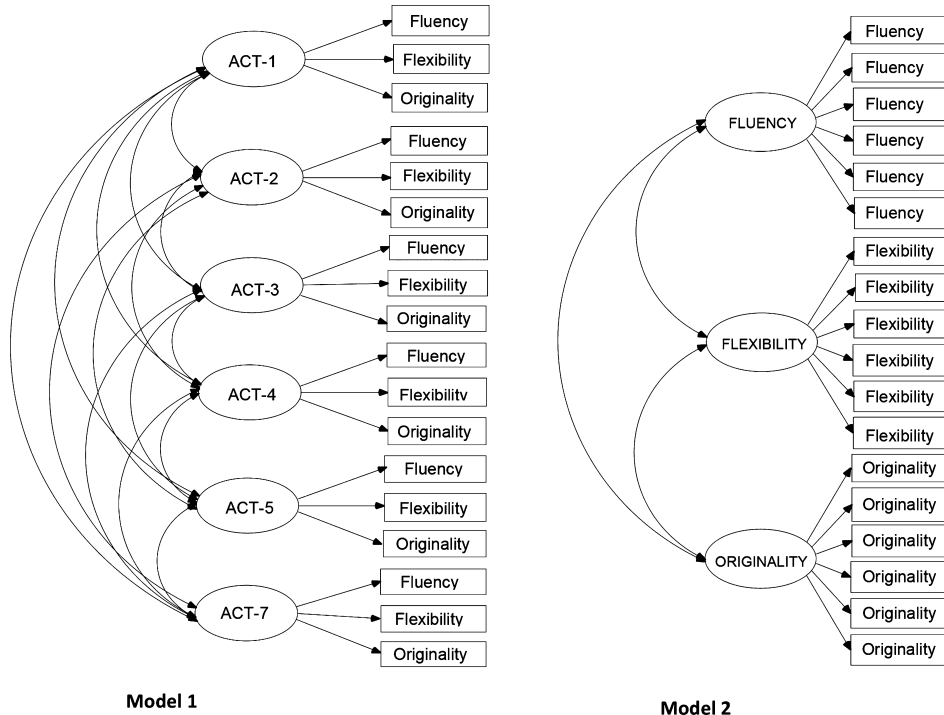 ACT-1
Fluency
Flexibility
Originality
ACT-2
Fluency
Flexibility
Originality
ACT-3
Fluency
Flexibility
Originality
ACT-4
Fluency
Flexibility
Originality
ACT-5
Fluency
Flexibility
Originality
ACT-7
Fluency
Flexibility
Originality
Model 1
FLUENCY
Fluency
Fluency
Fluency
Fluency
Fluency
Fluency
FLEXIBILITY
Flexibility
Flexibility
Flexibility
Flexibility
Flexibility
Flexibility
ORIGINALITY
Originality
Originality
Originality
Originality
Originality
Originality
Model 2